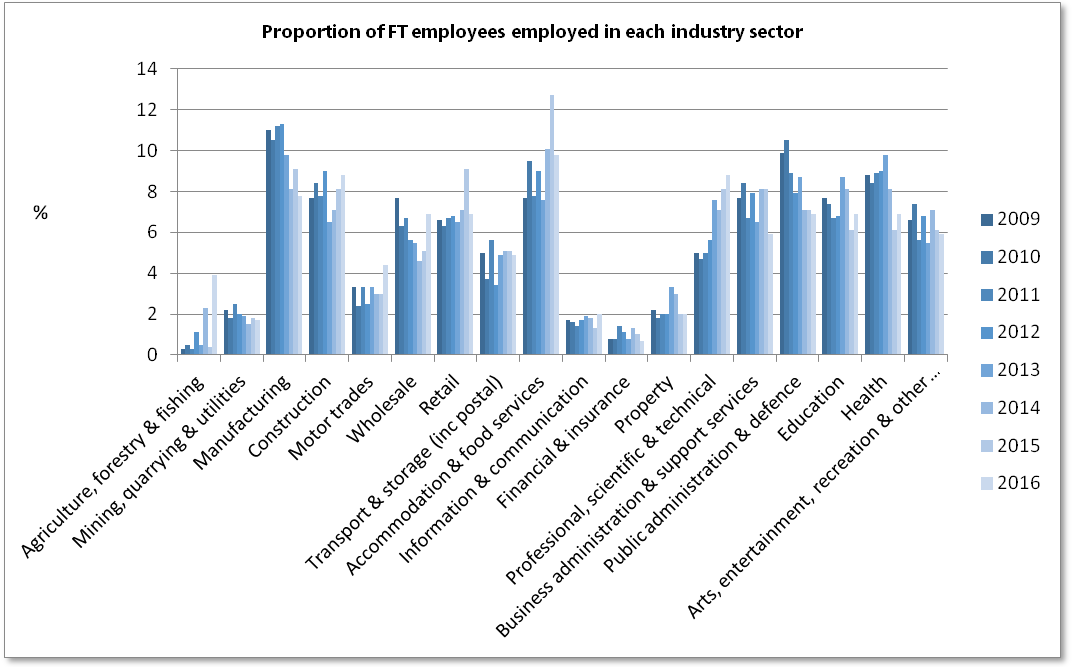 Proportion of FT employees employed in each industry sector
14
12
10
8
6
4
2
0
%
Agriculture, forestry & fishing
Mining, quarrying & utilities
Manufacturing
Construction
Motor trades
Wholesale
Retail
Transport & storage (inc postal)
Accommodation & food services
Information & communication
Financial & insurance
Property
Professional, scientific & technical
Business administration & support services
Public administration & defence
Education
Health
Arts, entertainment, recreation & other ...
2009
2010
2011
2012
2013
2014
2015
2016